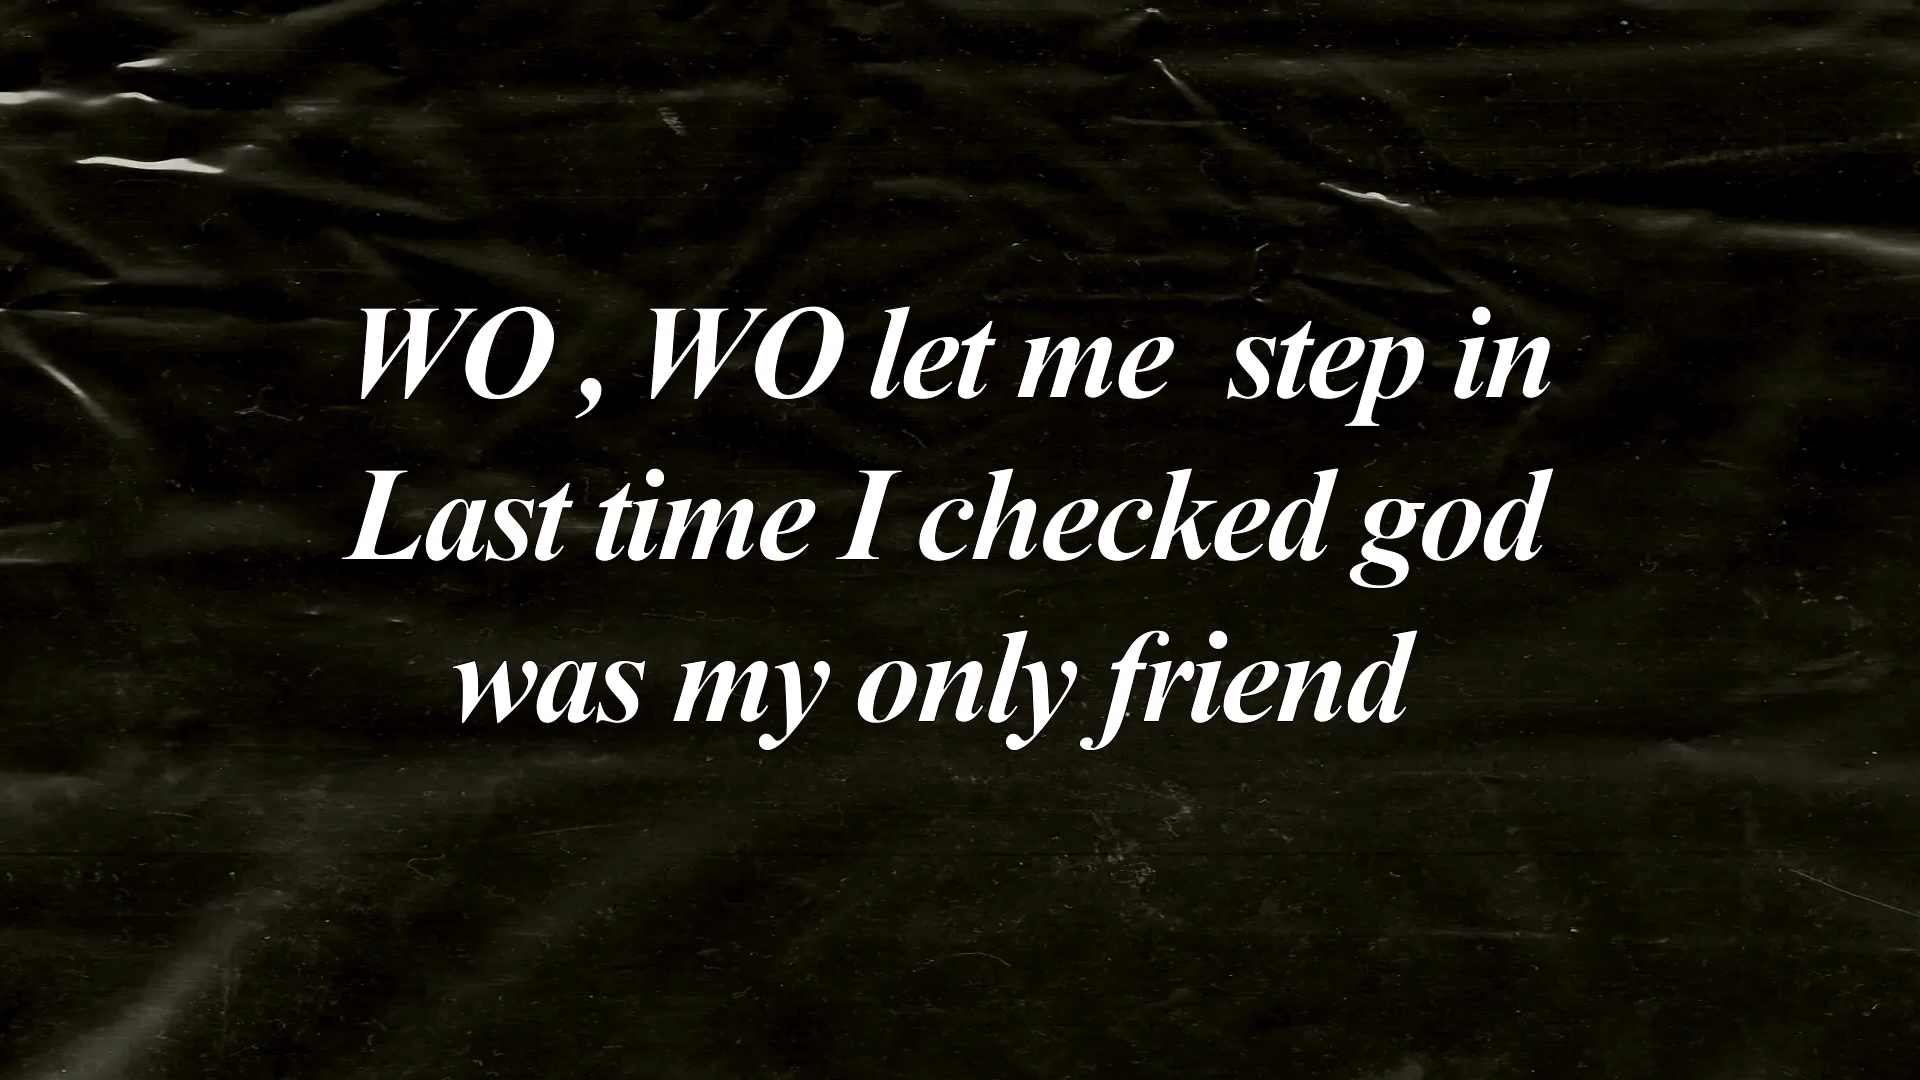 WO , WO let me  step in
Last time I checked god
was my only friend